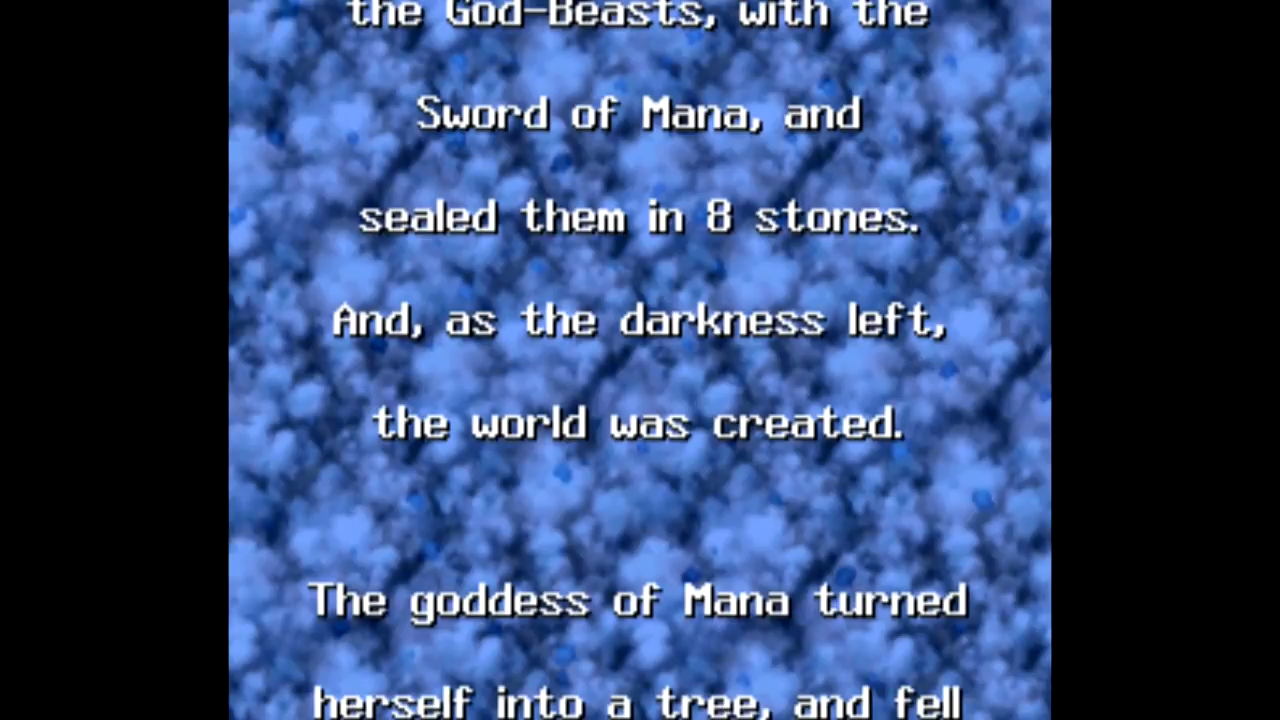 the God-Beasts, with the
Sword of Mana, and
sealed them in 8 stones.
And, as the darkness left,
the world was created.
The goddess of Mana turned
herself into a tree, and fell